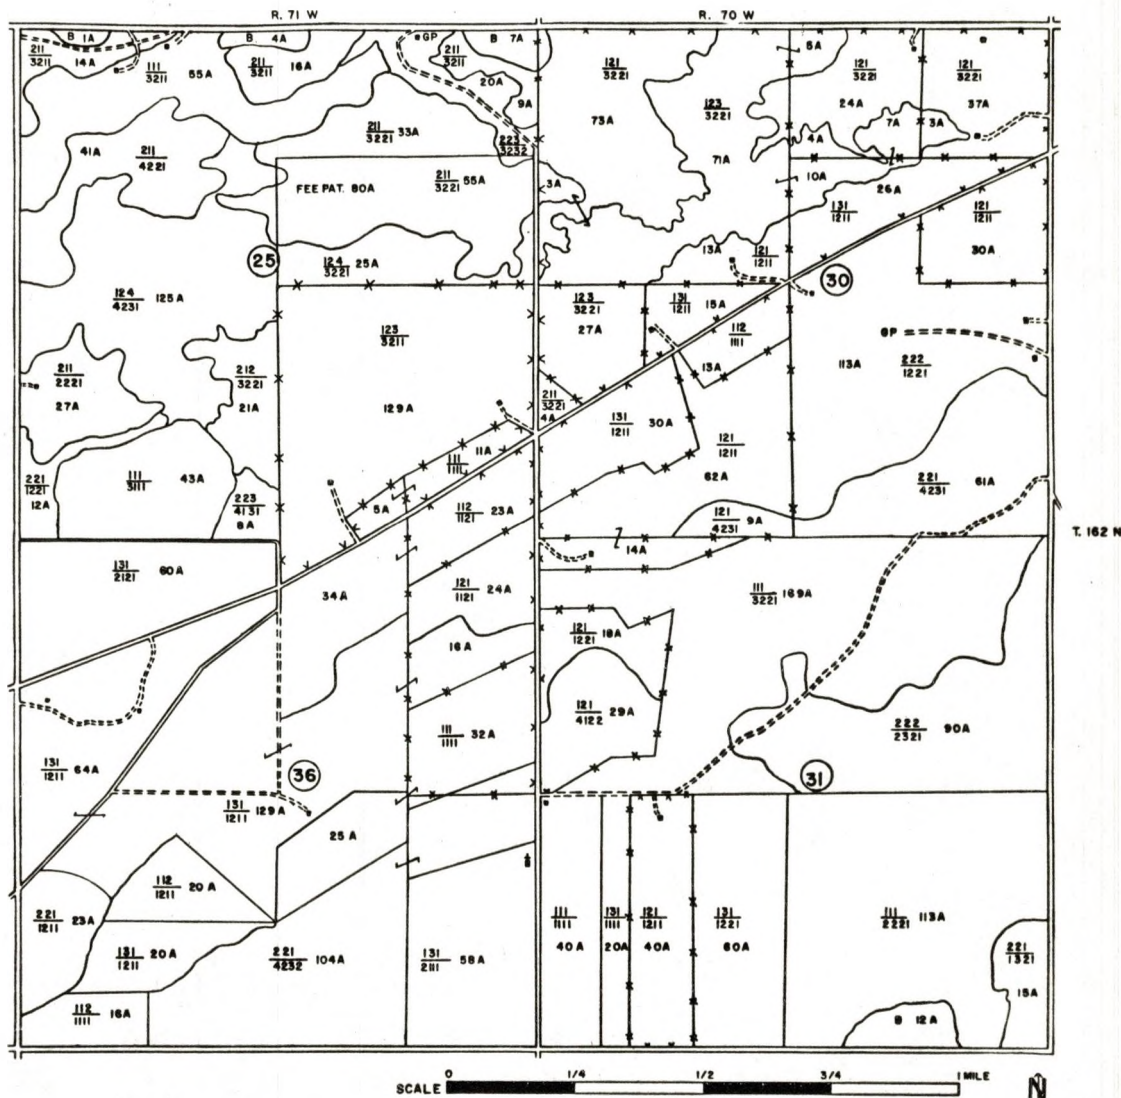 R. 71 W
R. 70 W
B 1A
B 4A
GP
B 7A
5A
211
3211
14A
111
3211
55A
211
3211
16A
211
3211
20A
9A
121
3221
73A
123
3221
71A
121
3221
24A
121
3221
37A
7A
3A
4A
Z
41A
211
4221
211
3221
33A
223
3232
FEE PAT. 80A
211
3221
55A
3A
10A
26A
131
1211
121
1211
30A
25
124
3221
25A
13A
121
1211
30
124
4231
125A
123
3211
123
3221
27A
131
1211
15A
112
1111
13A
GP
113A
222
1221
211
2221
27A
212
3221
21A
129A
211
3221
4A
131
1211
30A
121
1211
62A
111
1111
11A
221
1221
12A
111
3111
43A
223
4131
8A
5A
112
1121
23A
221
4231
61A
121
4231
9A
T. 162 N
131
2121
60A
Z
14A
34A
121
1121
24A
111
3221
169A
121
1221
18A
16A
121
4122
29A
111
1111
32A
222
2321
90A
131
1211
64A
36
31
131
1211
129A
25A
112
1211
20A
221
1211
23A
131
1211
20A
221
4232
104A
131
2111
58A
111
1111
40A
131
1111
20A
121
1211
40A
131
1221
60A
111
2221
113A
221
1321
15A
112
1111
16A
B 12A
SCALE
0
1/4
1/2
3/4
1 MILE
N